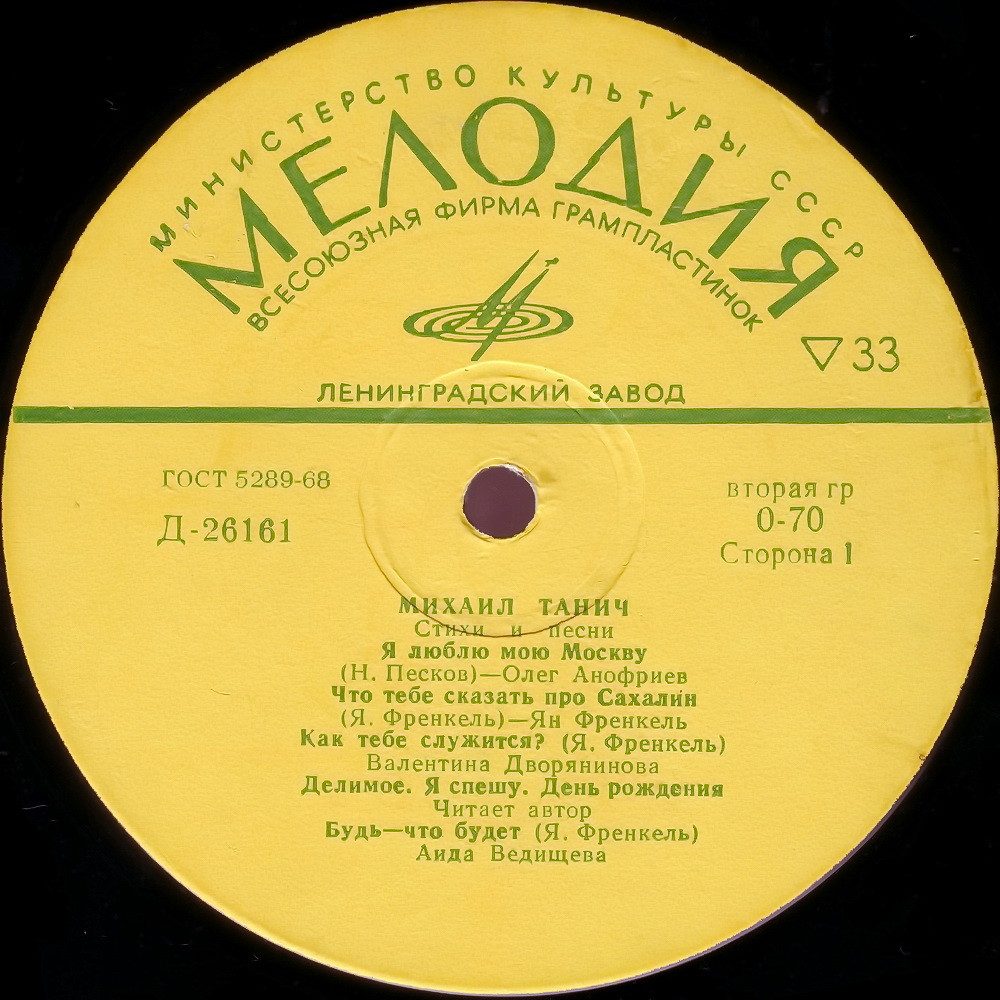 МИНИСТЕРСТВО КУЛЬТУРЫ СССР
МЕЛОДИЯ
ВСЕСОЮЗНАЯ ФИРМА ГРАМПЛАСТИНОК
▽ 33
ЛЕНИНГРАДСКИЙ ЗАВОД
ГОСТ 5289-68
Д-26161
вторая гр
0-70
Сторона 1
МИХАИЛ ТАНИЧ
Стихи и песни
Я люблю мою Москву
(Н. Песков)—Олег Анофриев
Что тебе сказать про Сахалин
(Я. Френкель)—Ян Френкель
Как тебе служится? (Я. Френкель)
Валентина Дворянинова
Делимое. Я спешу. День рождения
Читает автор
Будь—что будет (Я. Френкель)
Аида Ведищева